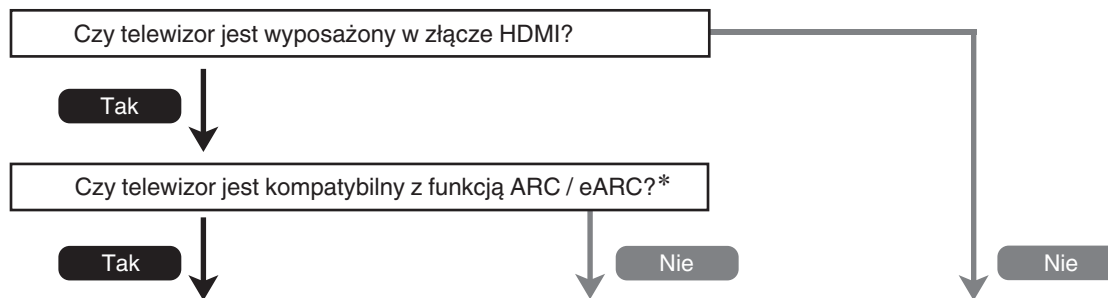 Czy telewizor jest wyposażony w złącze HDMI?
Tak
Czy telewizor jest kompatybilny z funkcją ARC / eARC?*
Tak
Nie
Nie